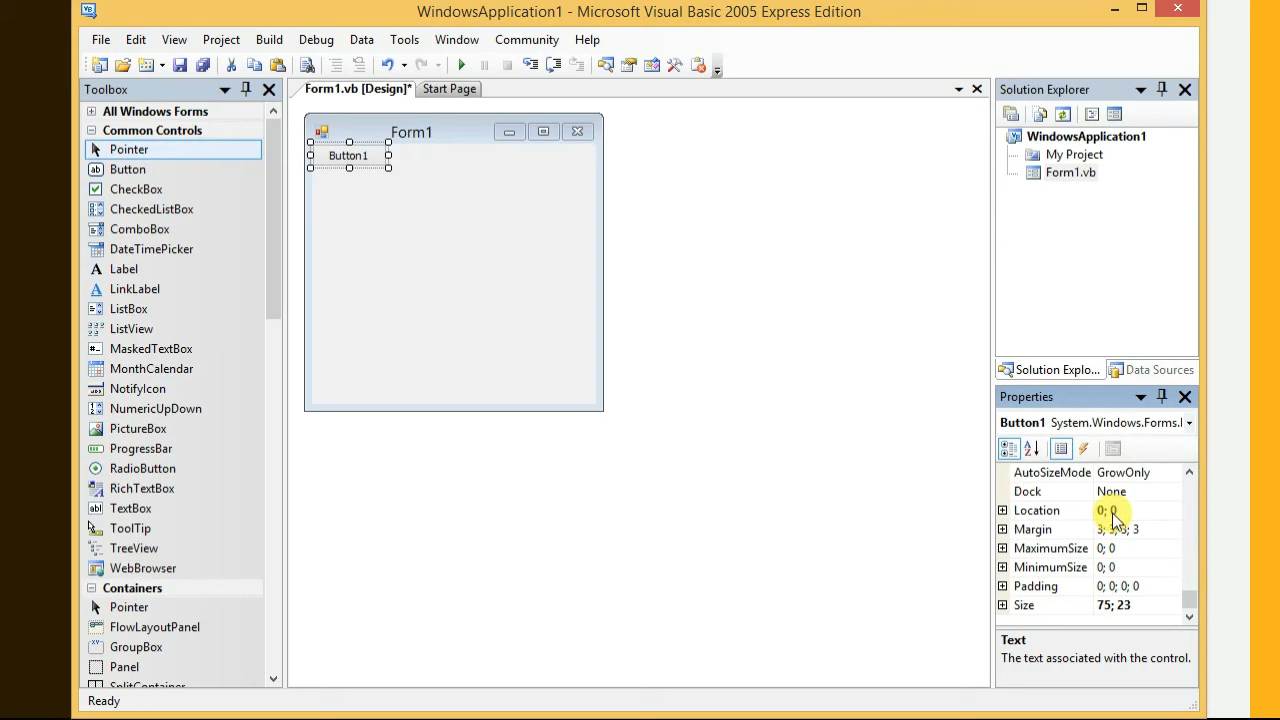 WindowsApplication1 - Microsoft Visual Basic 2005 Express Edition
File Edit View Project Build Debug Data Tools Window Community Help
Toolbox
All Windows Forms
Common Controls
Pointer
Button
CheckBox
CheckedListBox
ComboBox
DateTimePicker
Label
LinkLabel
ListBox
ListView
MaskedTextBox
MonthCalendar
NotifyIcon
NumericUpDown
PictureBox
ProgressBar
RadioButton
RichTextBox
TextBox
ToolTip
TreeView
WebBrowser
Containers
Pointer
FlowLayoutPanel
GroupBox
Panel
SplitContainer
Form1.vb [Design]* Start Page
Form1
Button1
Solution Explorer
WindowsApplication1
My Project
Form1.vb
Solution Explo... Data Sources
Properties
Button1 System.Windows.Forms.
AutoSizeMode GrowOnly
Dock None
Location 0; 0
Margin 3; 3; 3; 3
MaximumSize 0; 0
MinimumSize 0; 0
Padding 0; 0; 0; 0
Size 75; 23
Text
The text associated with the control.
Ready